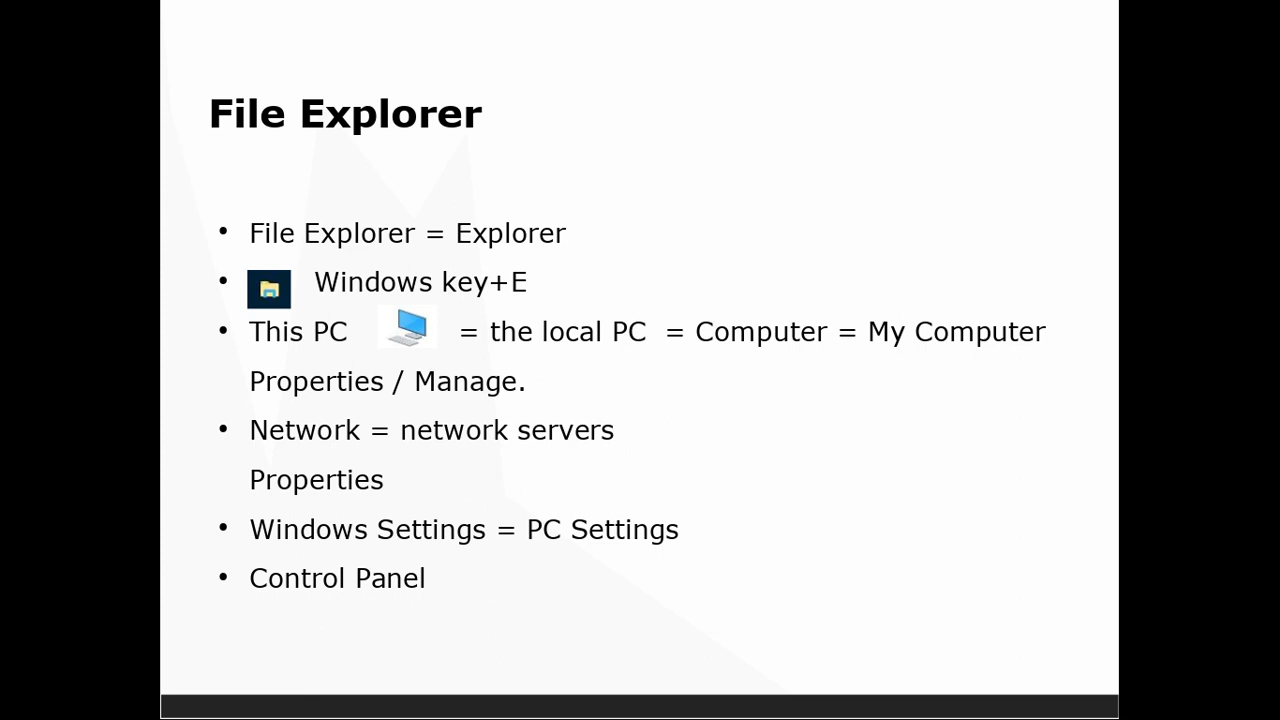 File Explorer
• File Explorer = Explorer
• Windows key+E
• This PC = the local PC = Computer = My Computer
Properties / Manage.
• Network = network servers
Properties
• Windows Settings = PC Settings
• Control Panel